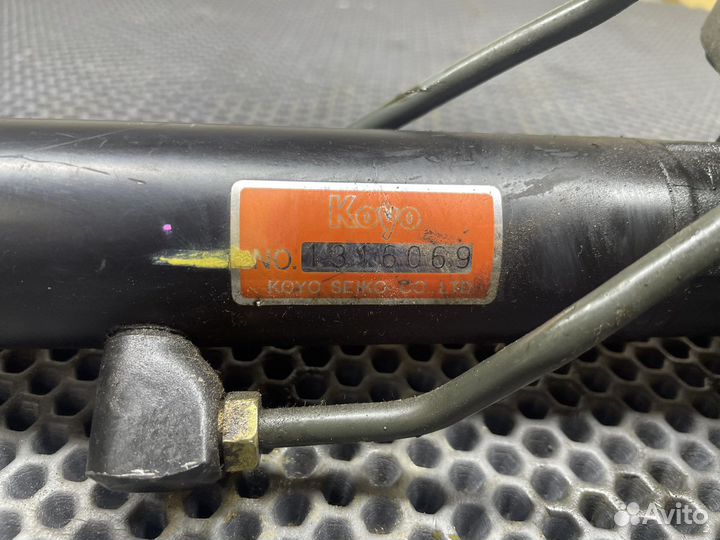 Koyo
NO. 1316069
KOYO SEIKO CO LTD
Avito